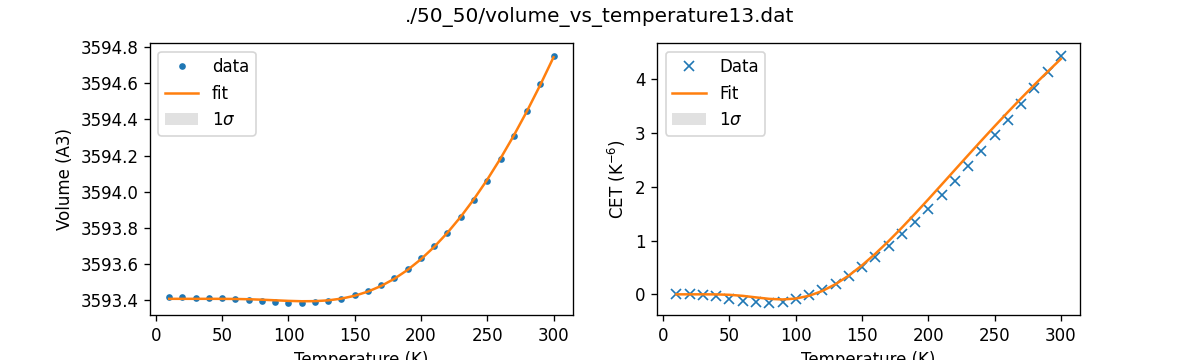 ./50_50/volume_vs_temperature13.dat
3594.8
3594.6
3594.4
3594.2
3594.0
3593.8
3593.6
3593.4
Volume (A3)
data
fit
1σ
0
50
100
150
200
250
300
Temperature (K)
4
3
2
1
0
CET (K⁻⁶)
Data
Fit
1σ
0
50
100
150
200
250
300
Temperature (K)